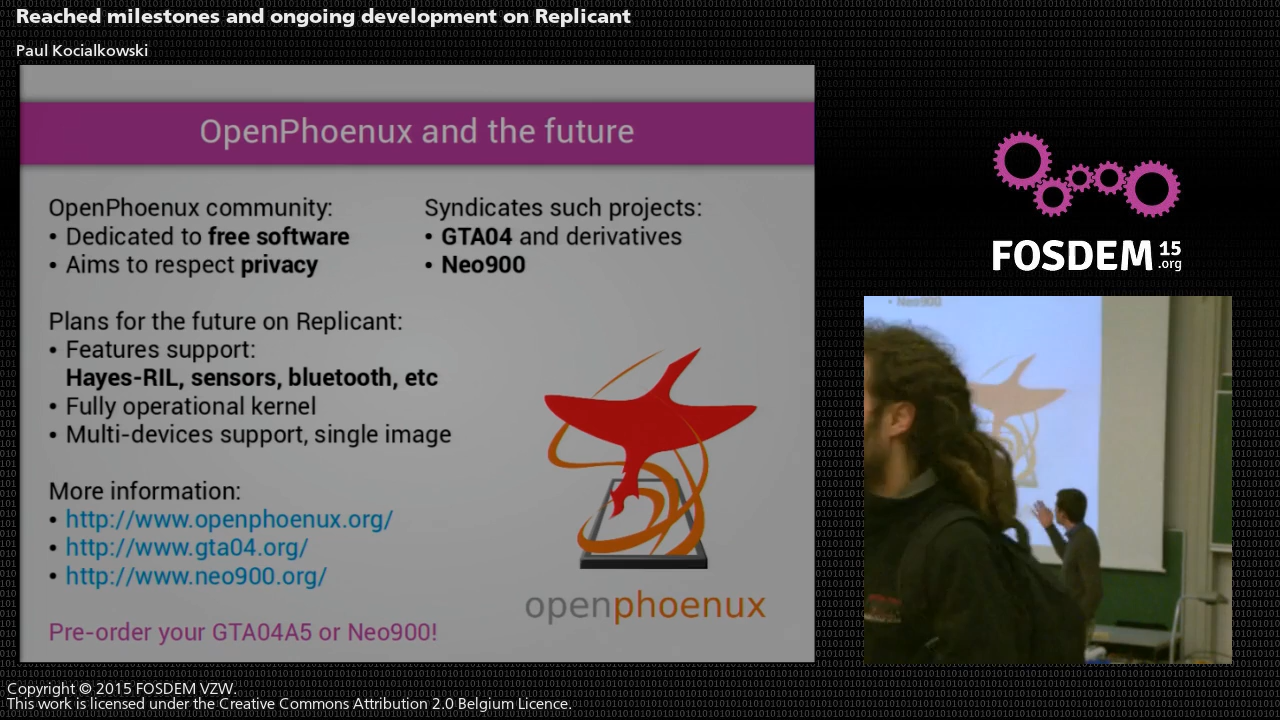 Reached milestones and ongoing development on Replicant
Paul Kocialkowski
OpenPhoenux and the future
OpenPhoenux community:
• Dedicated to free software
• Aims to respect privacy
Syndicates such projects:
• GTA04 and derivatives
• Neo900
Plans for the future on Replicant:
• Features support:
Hayes-RIL, sensors, bluetooth, etc
• Fully operational kernel
• Multi-devices support, single image
More information:
• http://www.openphoenux.org/
• http://www.gta04.org/
• http://www.neo900.org/
Pre-order your GTA04A5 or Neo900!
openphoenux
FOSDEM 15
.org
• Neo900
Copyright © 2015 FOSDEM VZW.
This work is licensed under the Creative Commons Attribution 2.0 Belgium Licence.